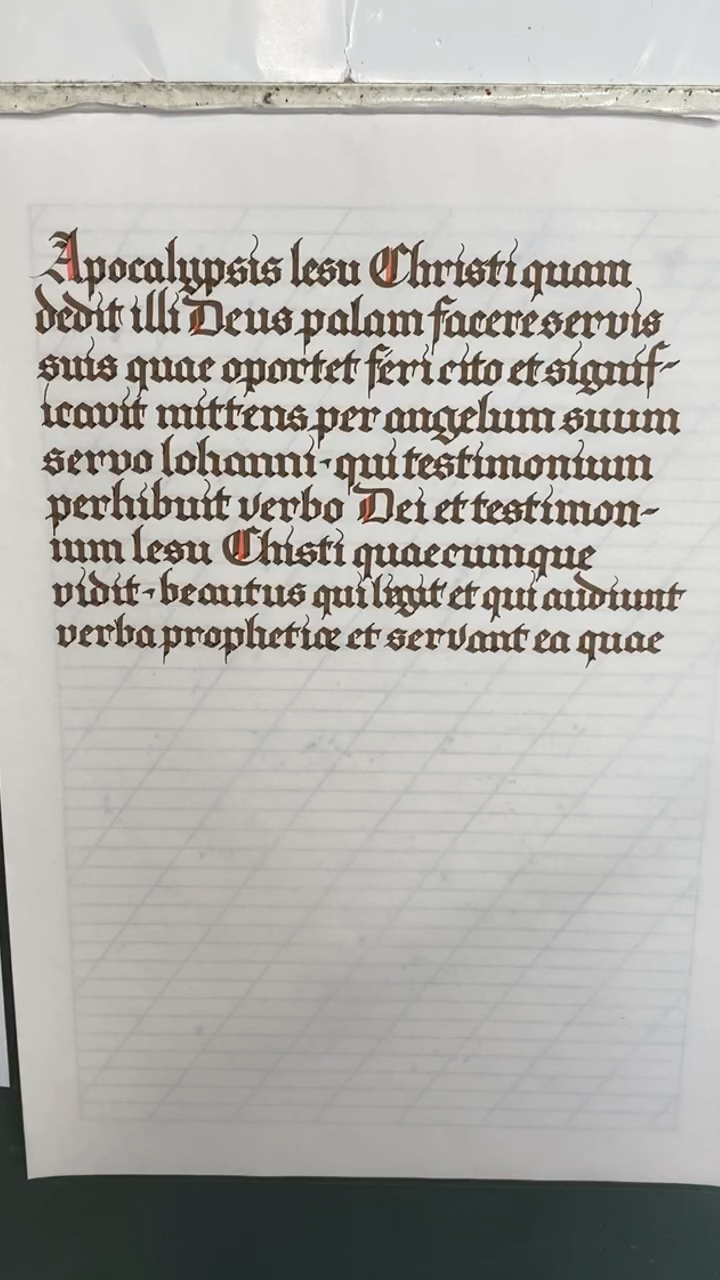 Apocalypsis Iesu Christi quam
dedit illi Deus palam facere servis
suis quae oportet fieri cito et signif-
icavit mittens per angelum suum
servo Iohanni · qui testimonium
perhibuit verbo Dei et testimon-
ium Iesu Chisti quaecumque
vidit · beautus qui legit et qui audiunt
verba prophetiæ et servant ea quae